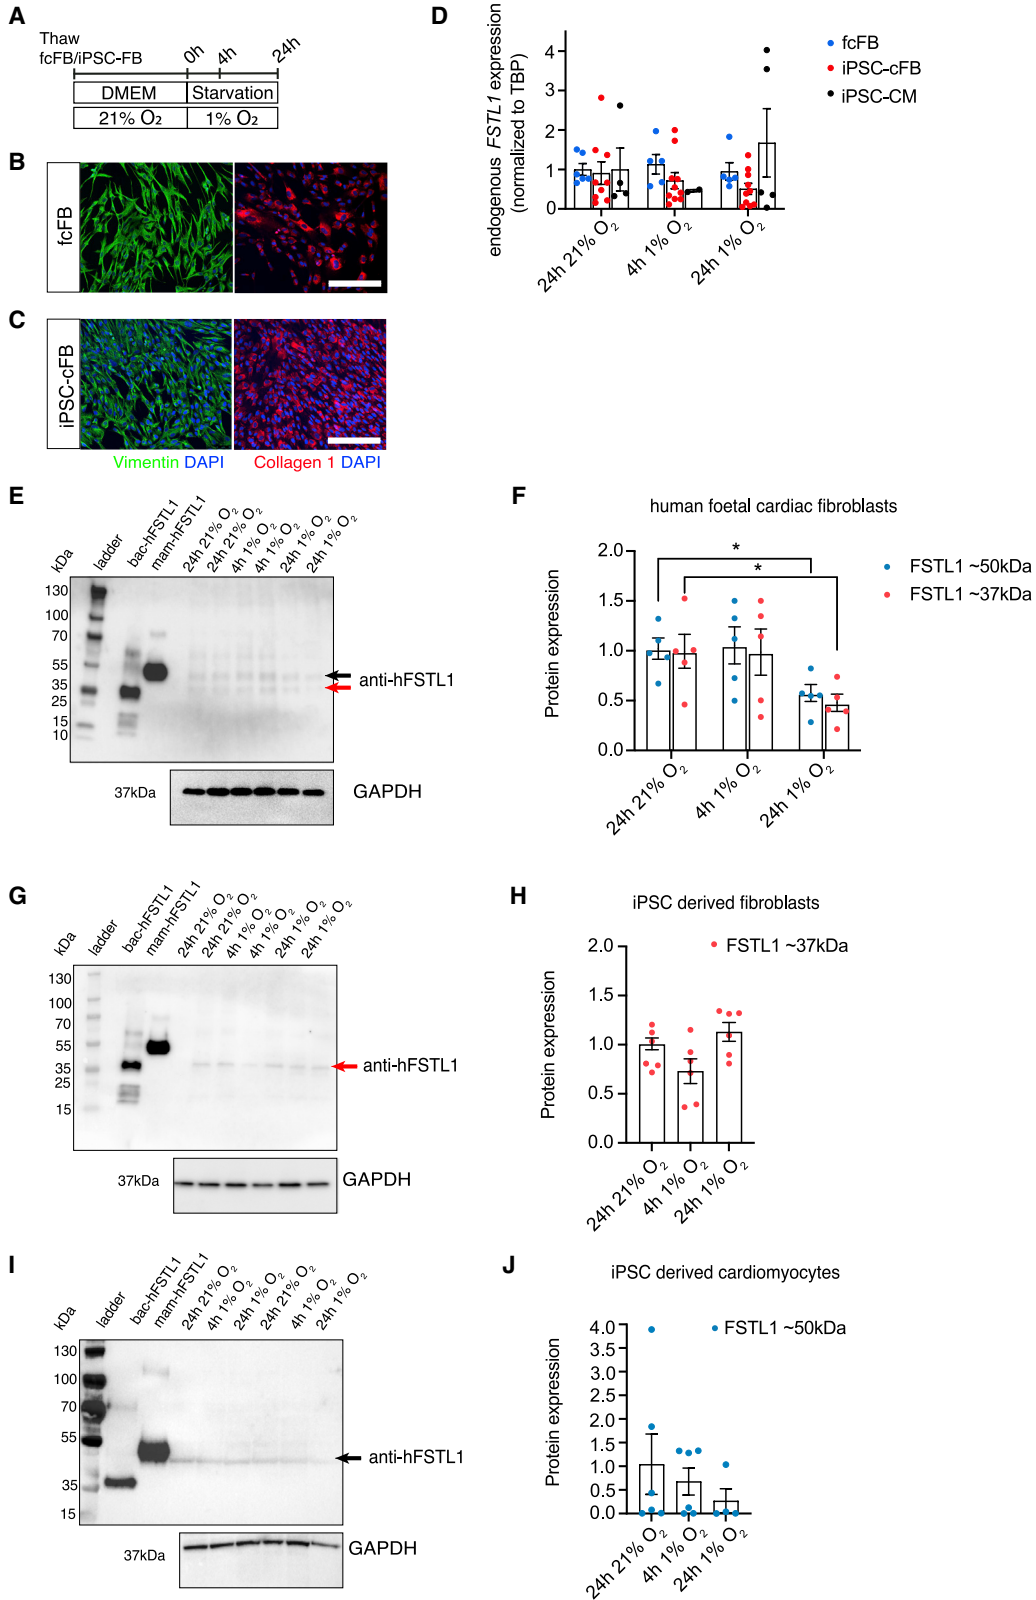 A
Thaw
fcFB/iPSC-FB
0h
4h
24h
DMEM
Starvation
21% O₂
1% O₂
B
fcFB
C
iPSC-cFB
Vimentin DAPI
Collagen 1 DAPI
D
endogenous FSTL1 expression
(normalized to TBP)
4
3
2
1
0
24h 21% O₂
4h 1% O₂
24h 1% O₂
fcFB
iPSC-cFB
iPSC-CM
E
kDa
ladder
bac-hFSTL1
mam-hFSTL1
24h 21% O₂
24h 21% O₂
4h 1% O₂
4h 1% O₂
24h 1% O₂
24h 1% O₂
130
100
70
55
35
25
15
10
anti-hFSTL1
37kDa
GAPDH
F
human foetal cardiac fibroblasts
Protein expression
2.0
1.5
1.0
0.5
0.0
*
*
24h 21% O₂
4h 1% O₂
24h 1% O₂
FSTL1 ~50kDa
FSTL1 ~37kDa
G
kDa
ladder
bac-hFSTL1
mam-hFSTL1
24h 21% O₂
24h 21% O₂
4h 1% O₂
4h 1% O₂
24h 1% O₂
24h 1% O₂
130
100
70
55
35
25
15
anti-hFSTL1
37kDa
GAPDH
H
iPSC derived fibroblasts
FSTL1 ~37kDa
Protein expression
2.0
1.5
1.0
0.5
0.0
24h 21% O₂
4h 1% O₂
24h 1% O₂
I
kDa
ladder
bac-hFSTL1
mam-hFSTL1
24h 21% O₂
4h 1% O₂
24h 1% O₂
24h 21% O₂
4h 1% O₂
24h 1% O₂
130
100
70
55
35
15
anti-hFSTL1
37kDa
GAPDH
J
iPSC derived cardiomyocytes
FSTL1 ~50kDa
Protein expression
4.0
3.5
3.0
2.5
2.0
1.5
1.0
0.5
0.0
24h 21% O₂
4h 1% O₂
24h 1% O₂